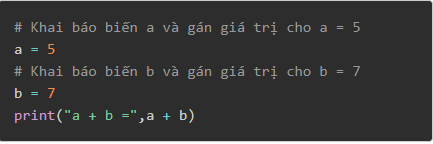 # Khai báo biến a và gán giá trị cho a = 5
a = 5
# Khai báo biến b và gán giá trị cho b = 7
b = 7
print("a + b =",a + b)